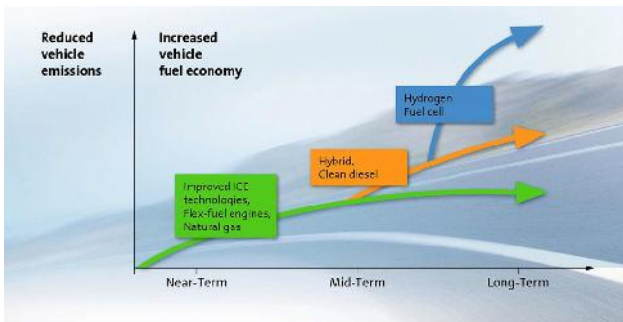 Reduced
vehicle
emissions
Increased
vehicle
fuel economy
Hydrogen
Fuel cell
Hybrid,
Clean diesel
Improved ICE
technologies,
Flex-fuel engines,
Natural gas
Near-Term
Mid-Term
Long-Term